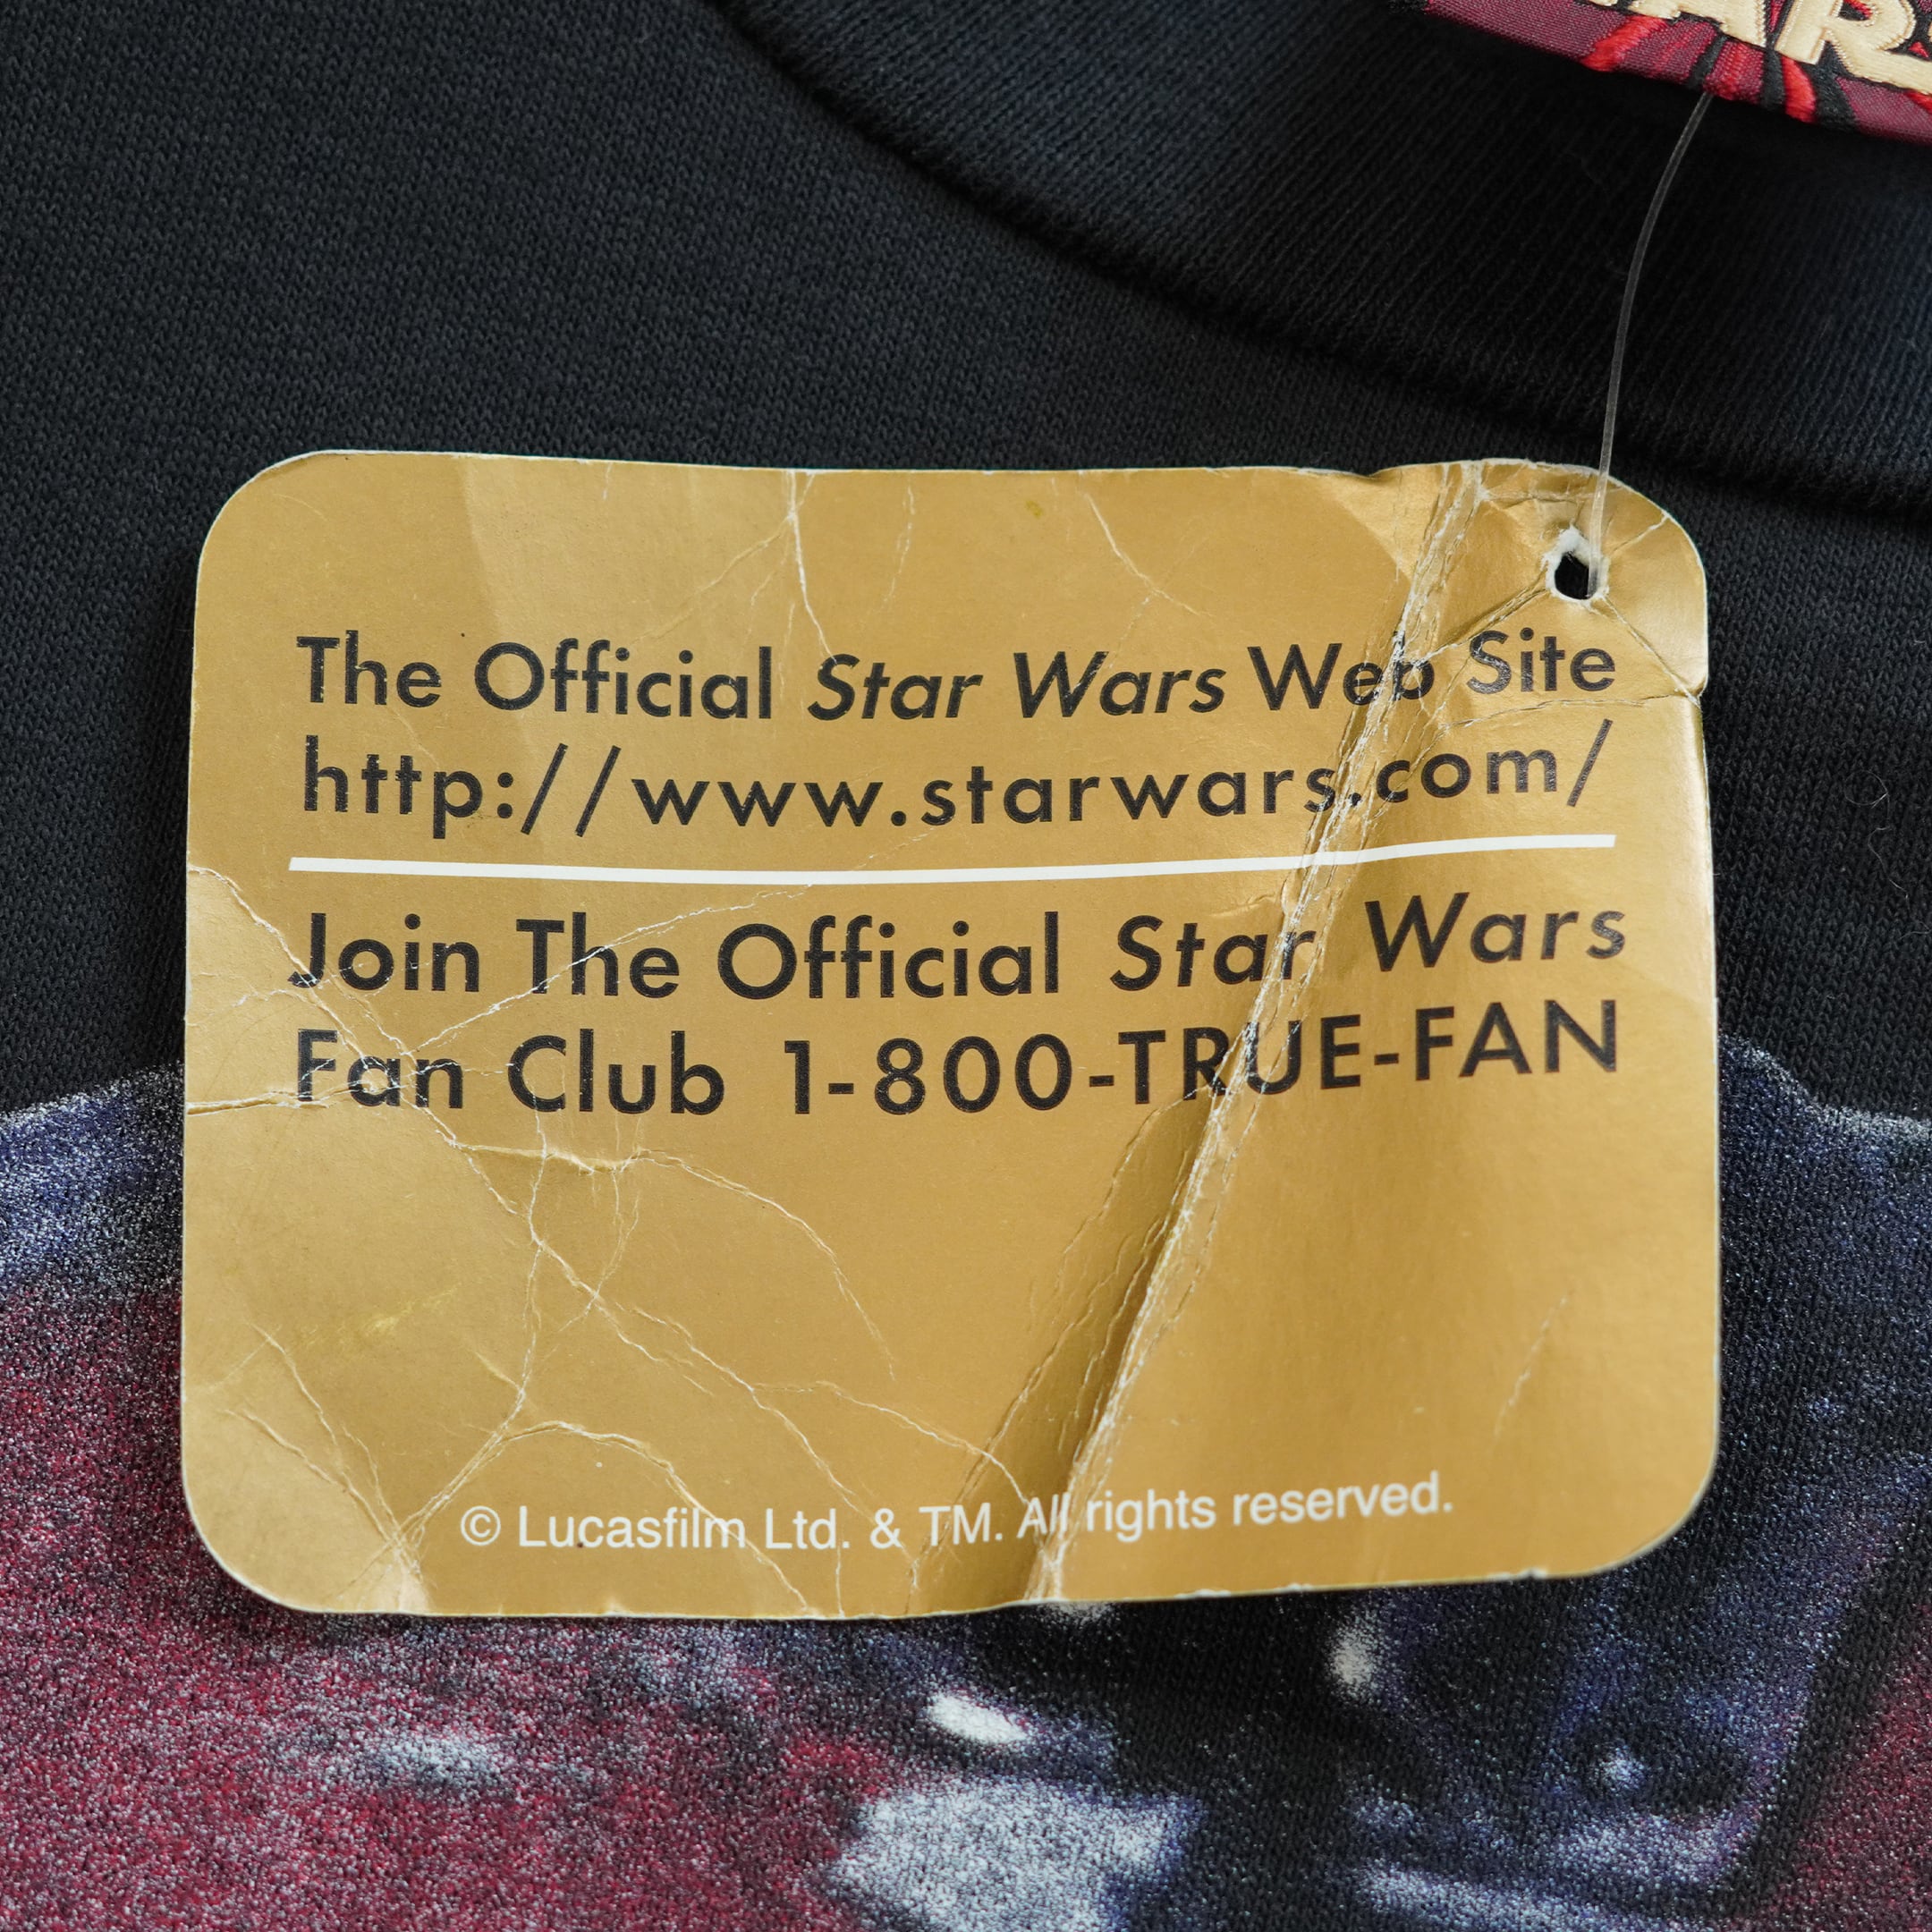 The Official Star Wars Web Site
http://www.starwars.com/
Join The Official Star Wars
Fan Club 1-800-TRUE-FAN
© Lucasfilm Ltd. & TM. All rights reserved.